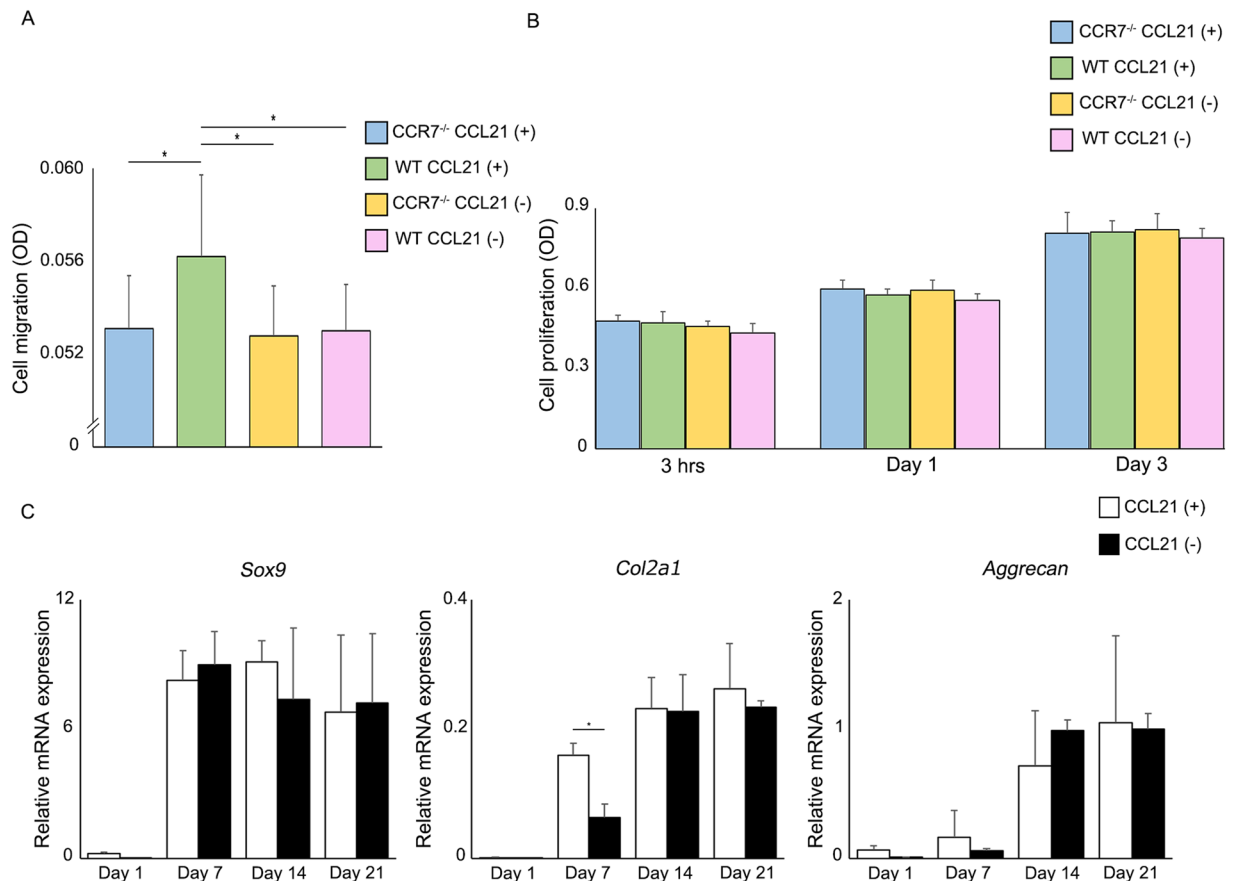 A
B
CCR7-/- CCL21 (+)
WT CCL21 (+)
CCR7-/- CCL21 (-)
WT CCL21 (-)
*
*
*
CCR7-/- CCL21 (+)
WT CCL21 (+)
CCR7-/- CCL21 (-)
WT CCL21 (-)
Cell migration (OD)
0.060
0.056
0.052
0
Cell proliferation (OD)
0.9
0.6
0.3
0
3 hrs Day 1 Day 3
C
CCL21 (+)
CCL21 (-)
Sox9
Relative mRNA expression
12
6
0
Day 1 Day 7 Day 14 Day 21
Col2a1
Relative mRNA expression
0.4
0.2
0
*
Day 1 Day 7 Day 14 Day 21
Aggrecan
Relative mRNA expression
2
1
0
Day 1 Day 7 Day 14 Day 21